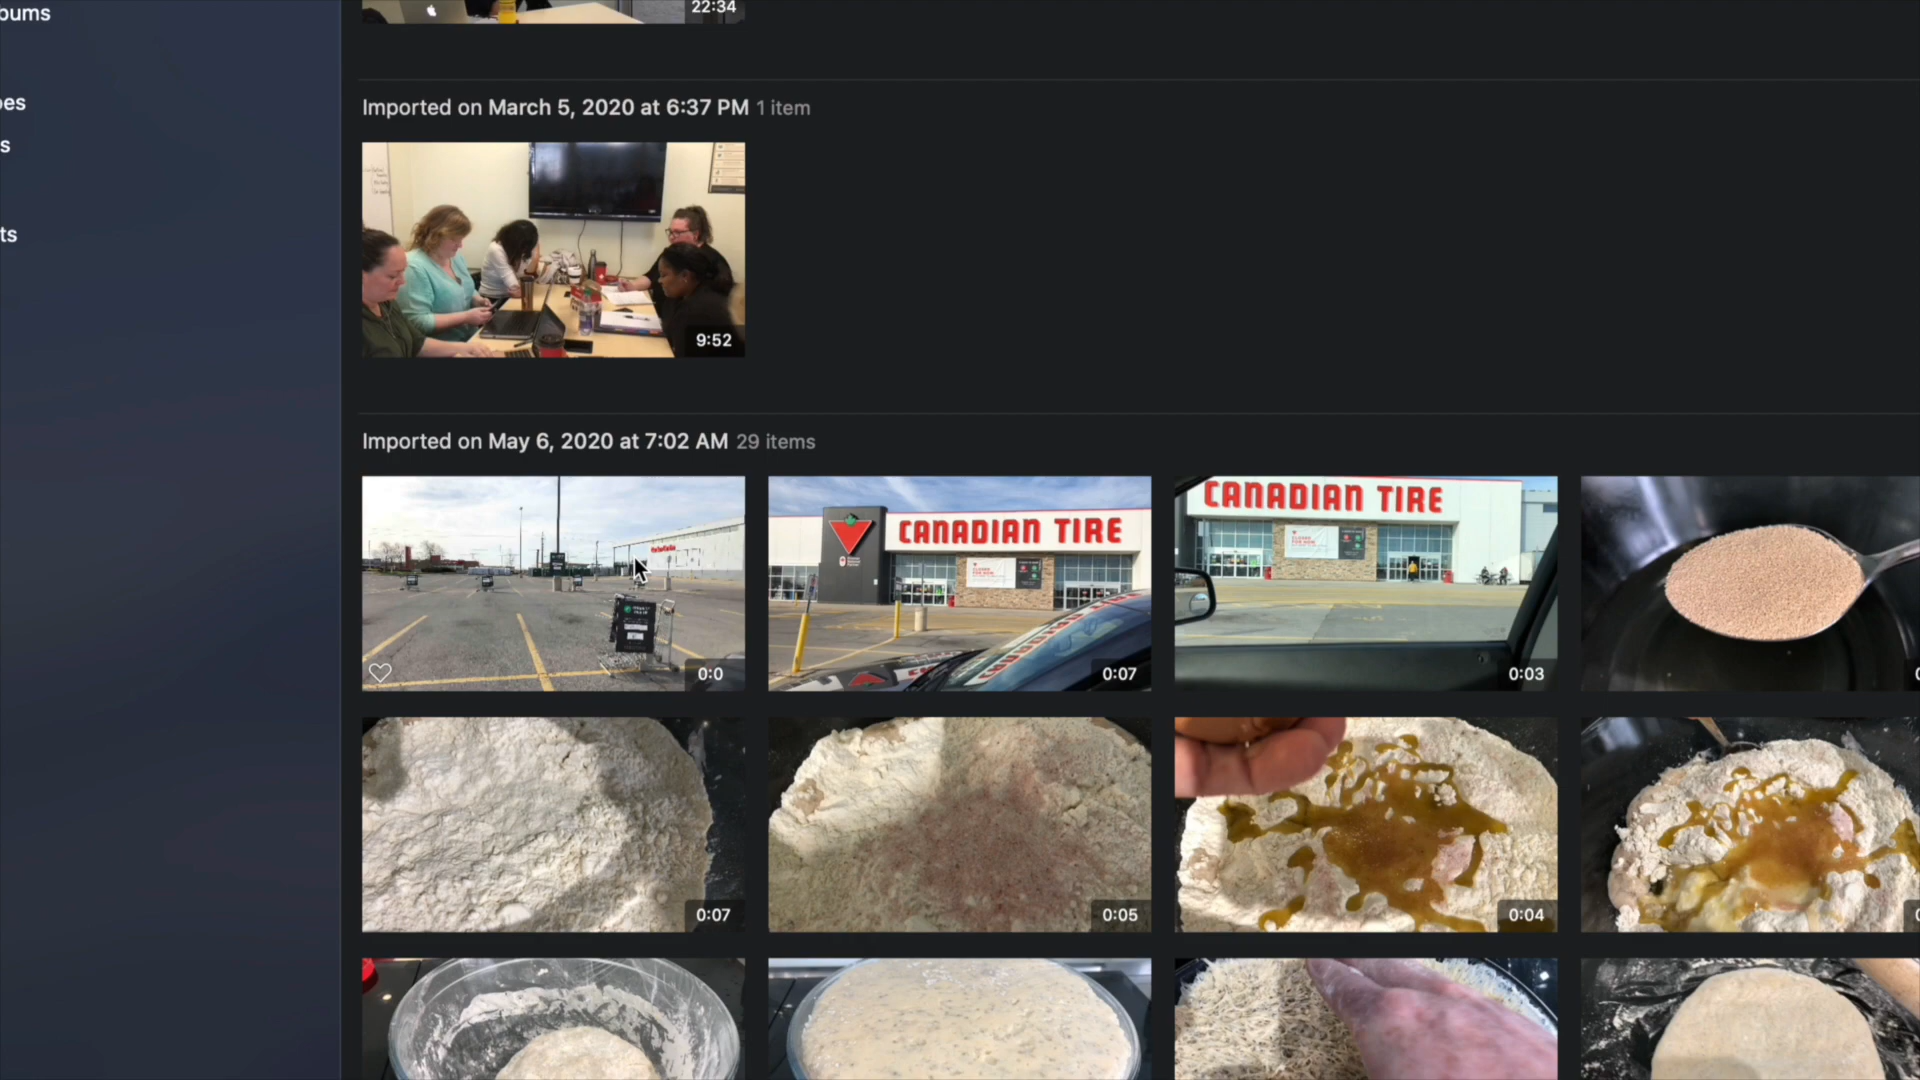 bums
22:34
pes
Imported on March 5, 2020 at 6:37 PM 1 item
s
ts
9:52
Imported on May 6, 2020 at 7:02 AM 29 items
CANADIAN TIRE
CANADIAN TIRE
0:0
0:07
0:03
0:07
0:05
0:04